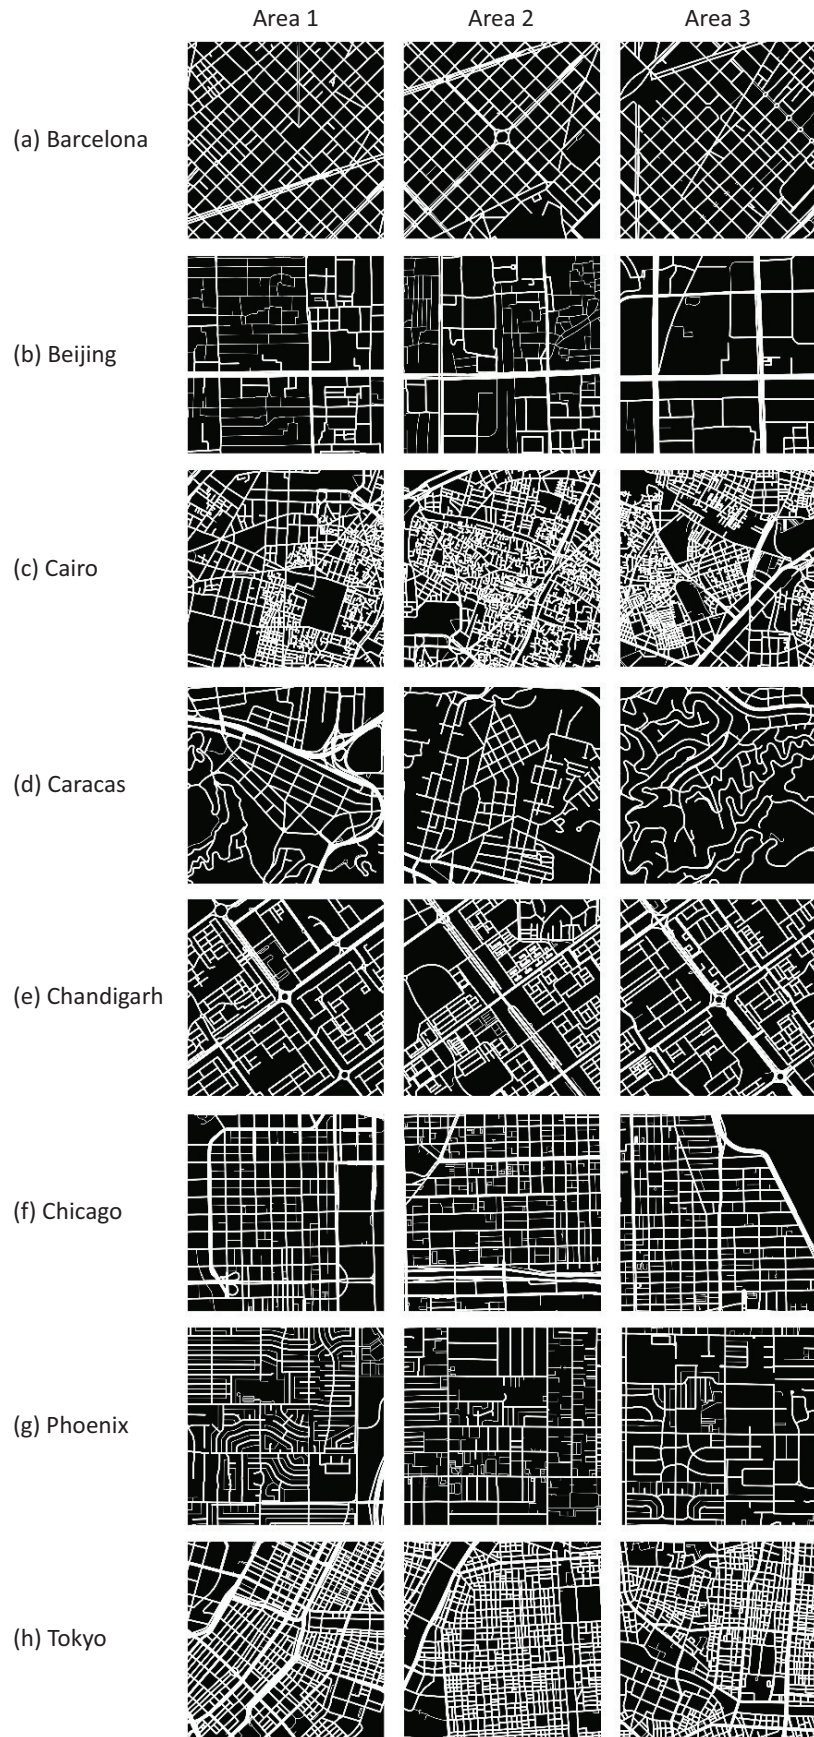 Area 1 Area 2 Area 3
(a) Barcelona
(b) Beijing
(c) Cairo
(d) Caracas
(e) Chandigarh
(f) Chicago
(g) Phoenix
(h) Tokyo